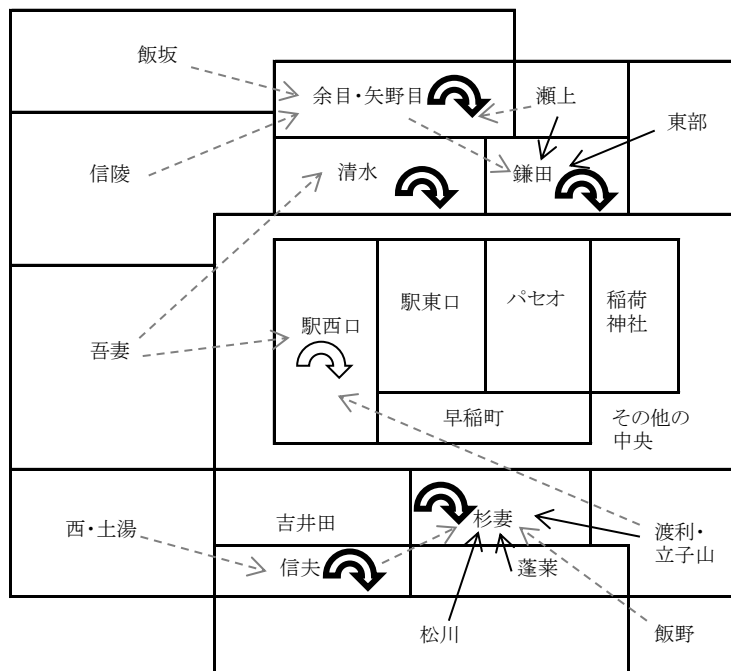 飯坂
余目・矢野目
瀬上
東部
信陵
清水
鎌田
駅東口
パセオ
稲荷
神社
駅西口
吾妻
早稲町
その他の
中央
西・土湯
吉井田
杉妻
渡利・
立子山
信夫
蓬莱
松川
飯野